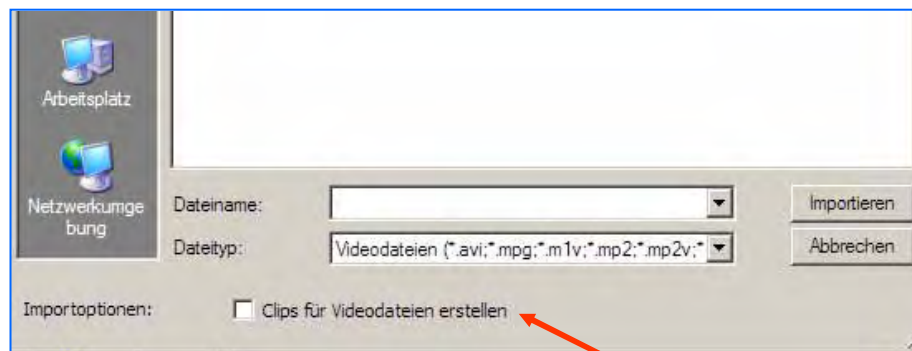 Arbeitsplatz
Netzwerkumge
bung
Dateiname:
Importieren
Dateityp:
Videodateien (*.avi;*.mpg;*.m1v;*.mp2;*.mp2v;*
Abbrechen
Importoptionen:
Clips für Videodateien erstellen